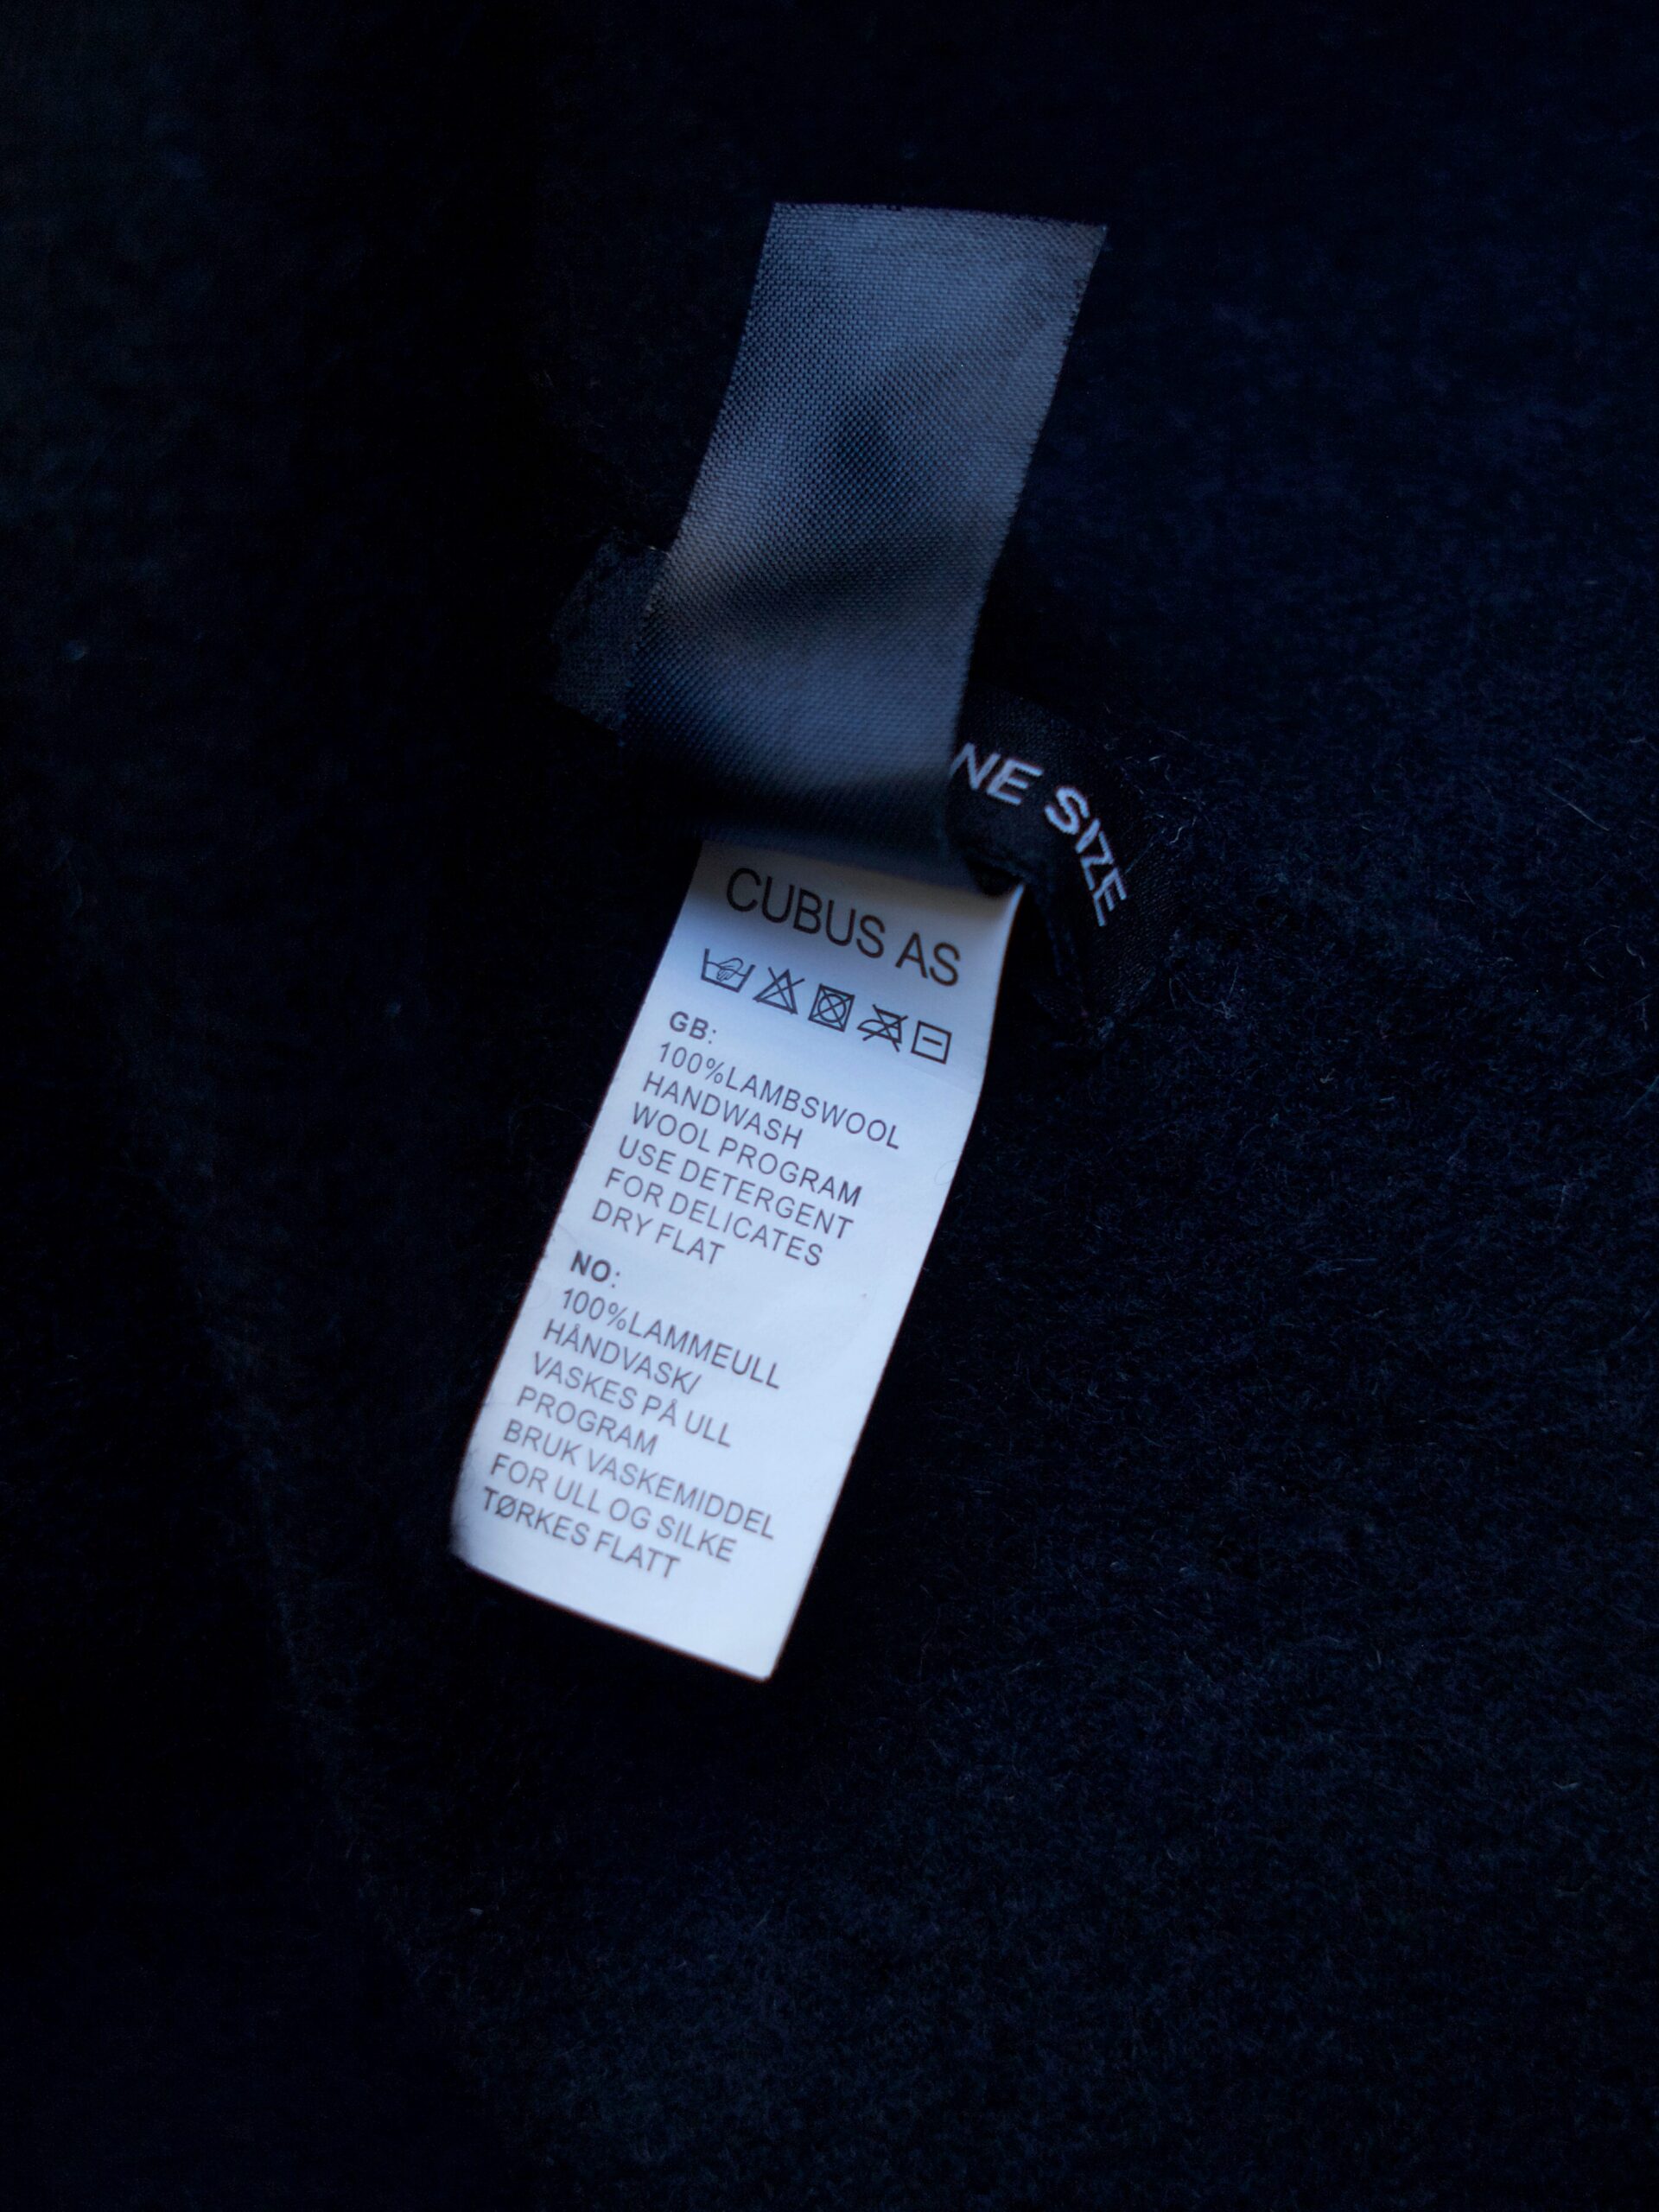 NE SIZE
CUBUS AS
GB:
100%LAMBSWOOL
HANDWASH
WOOL PROGRAM
USE DETERGENT
FOR DELICATES
DRY FLAT
NO:
100%LAMMEULL
HÅNDVASK/
VASKES PÅ ULL
PROGRAM
BRUK VASKEMIDDEL
FOR ULL OG SILKE
TØRKES FLATT